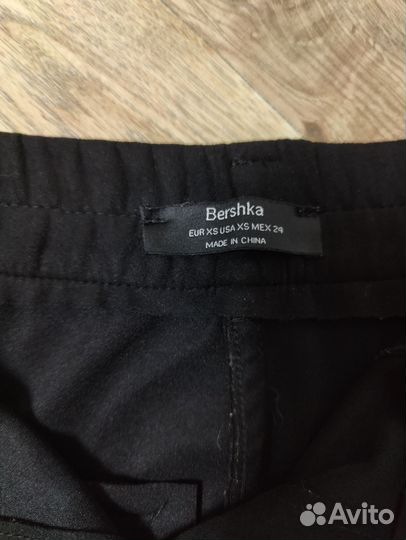 Bershka
EUR XS USA XS MEX 24
MADE IN CHINA
Avito